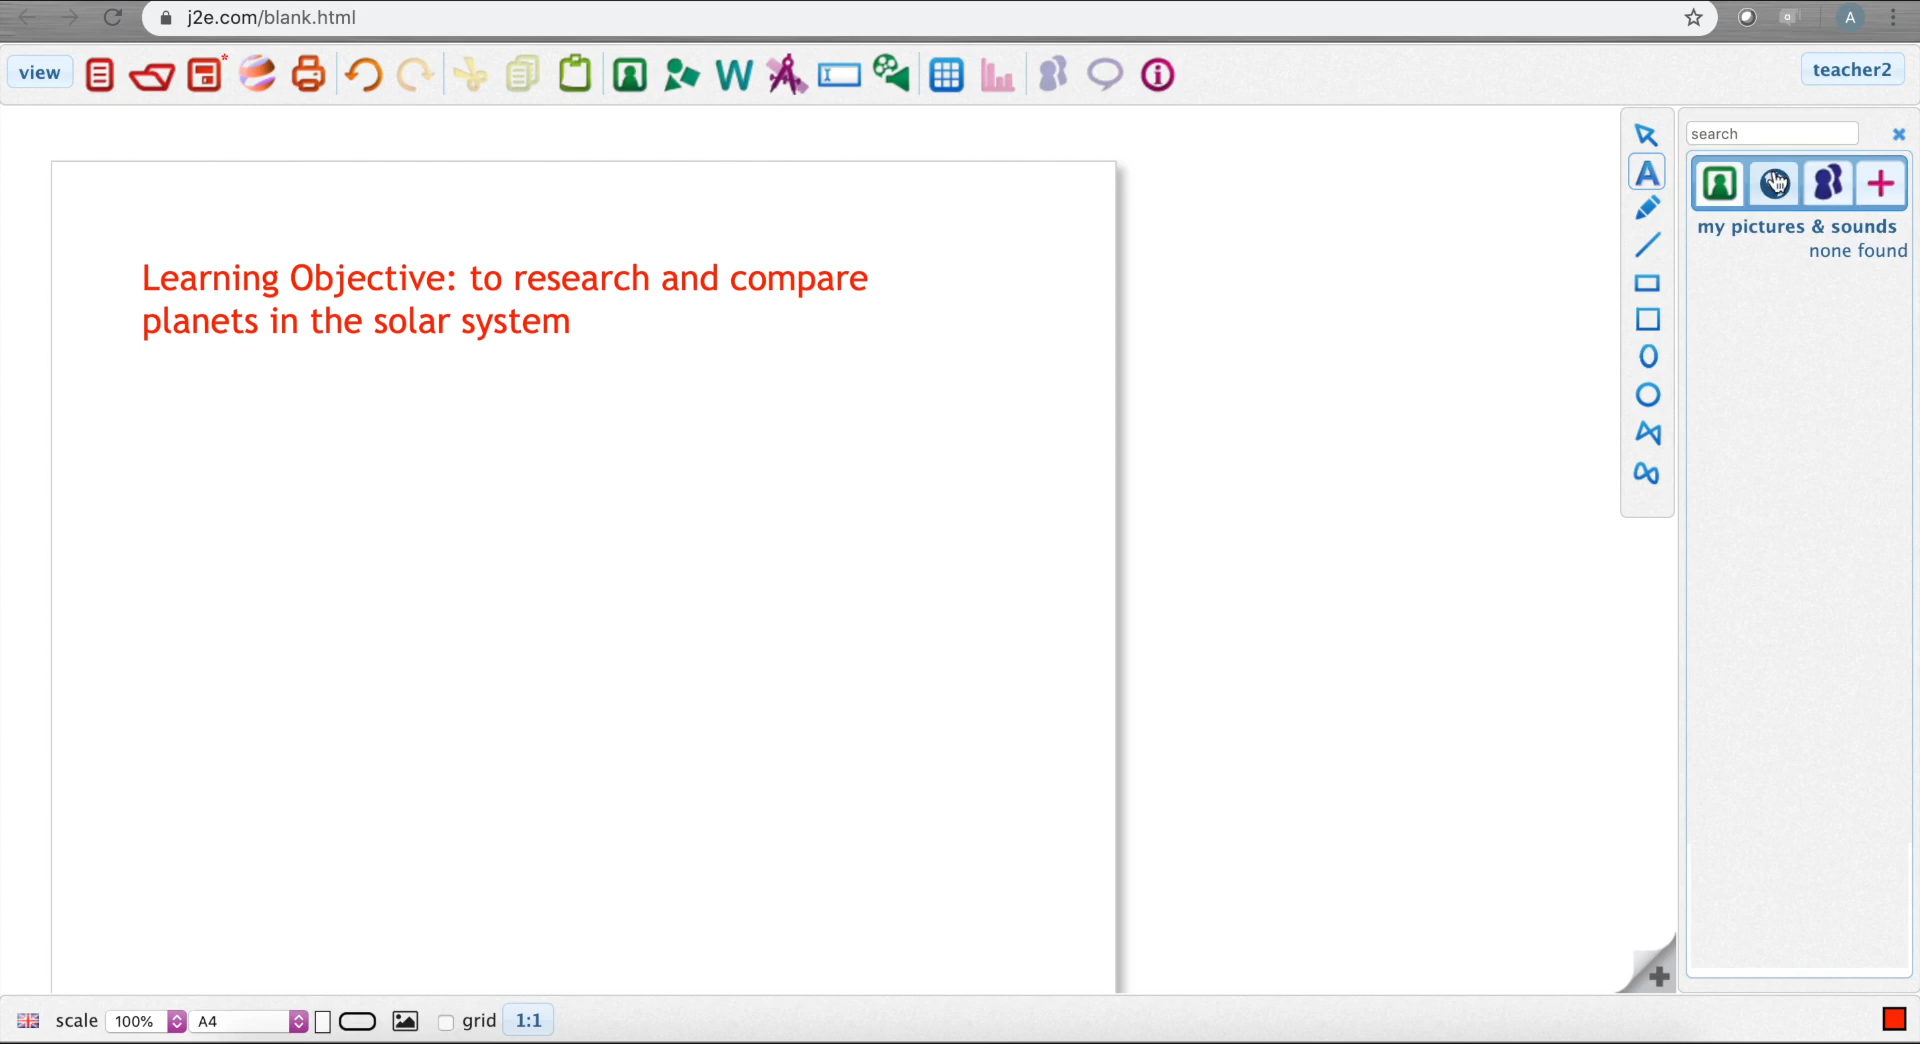 j2e.com/blank.html
A
view
teacher2
search
my pictures & sounds
none found
Learning Objective: to research and compare
planets in the solar system
scale 100% A4 grid 1:1